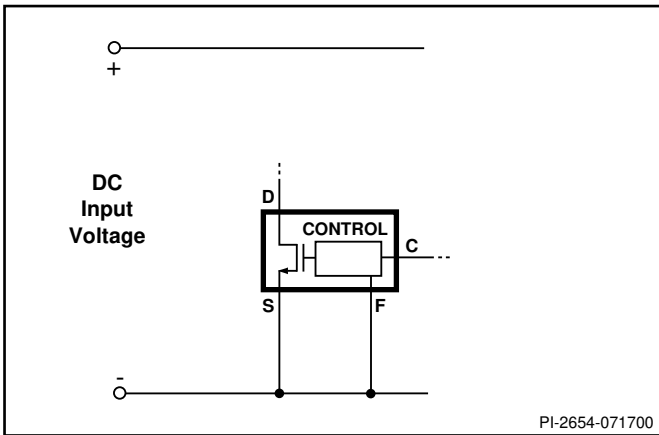 +
DC
Input
Voltage
D
CONTROL
C
S
F
-
PI-2654-071700